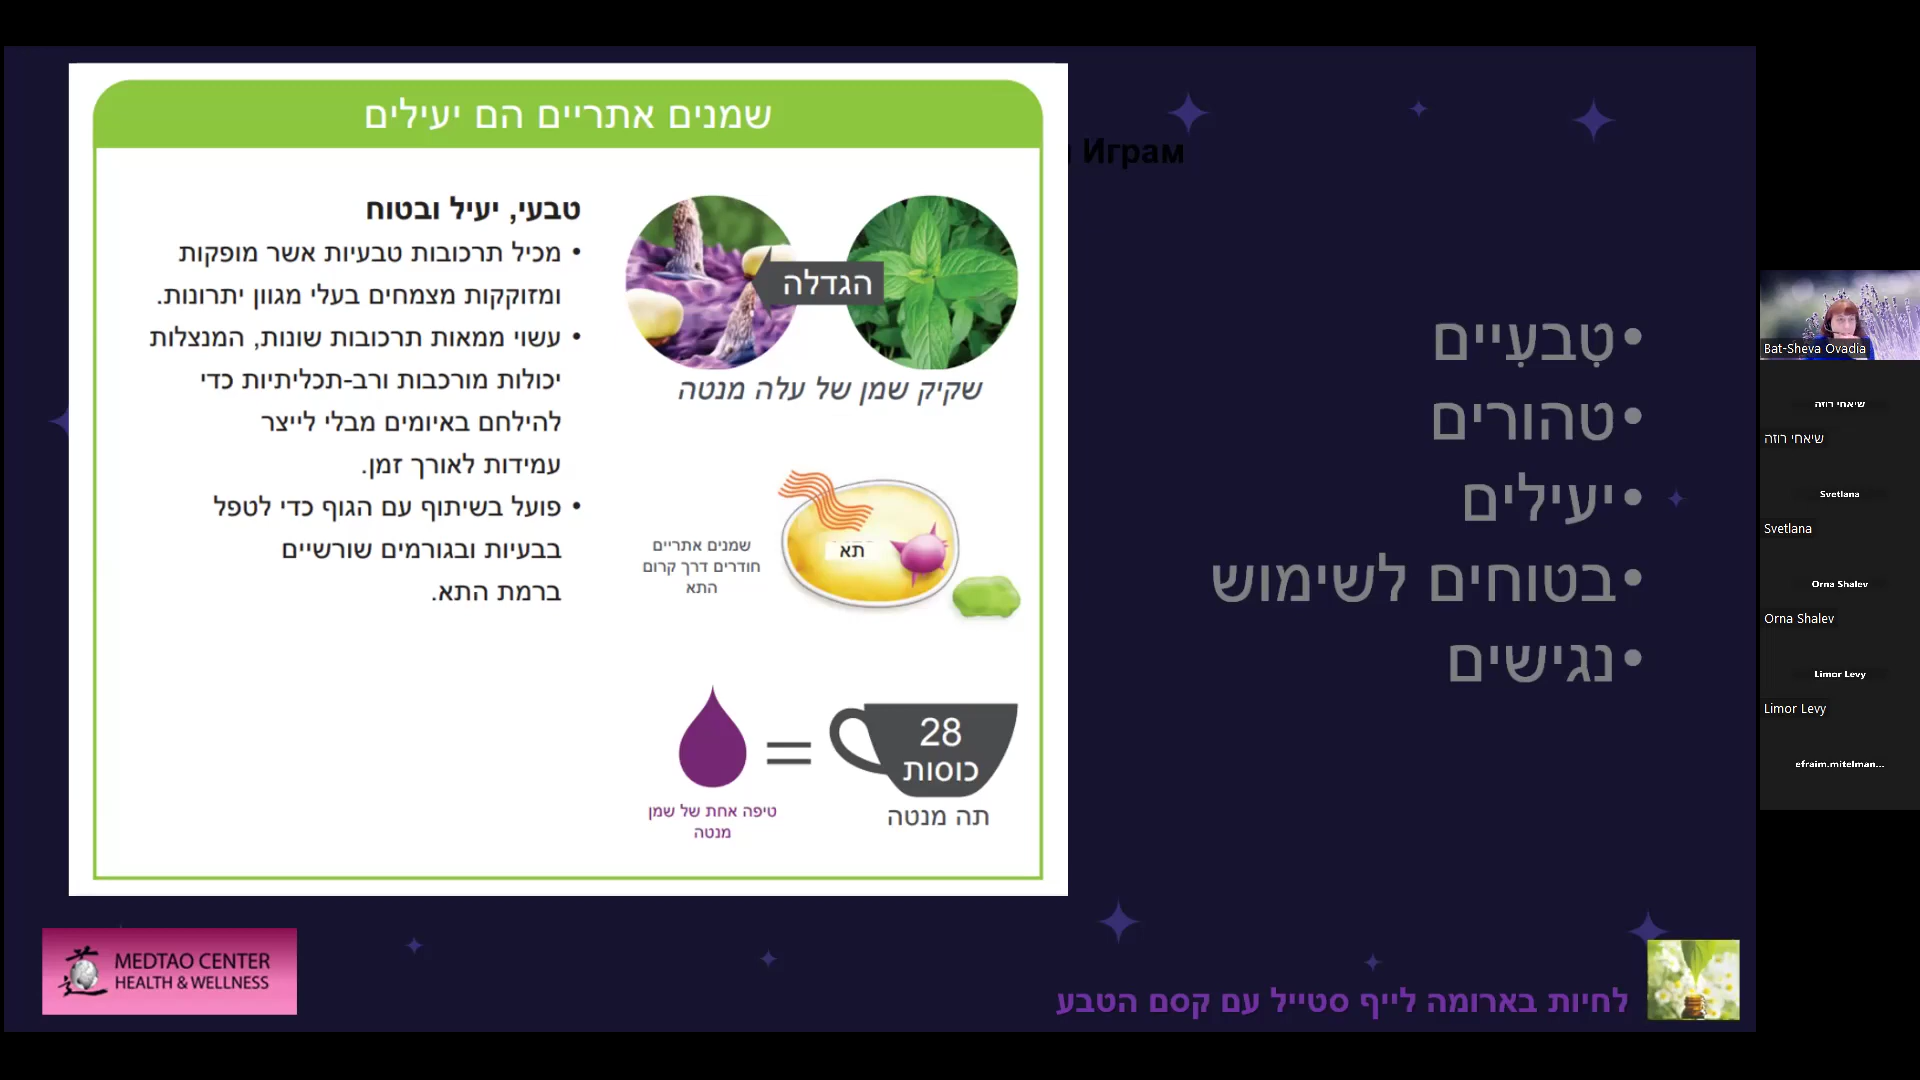 שמנים אתריים הם יעילים
Играм
טבעי, יעיל ובטוח
• מכיל תרכובות טבעיות אשר מופקות
ומזוקקות מצמחים בעלי מגוון יתרונות.
• עשוי ממאות תרכובות שונות, המנצלות
יכולות מורכבות ורב-תכליתיות כדי
להילחם באיומים מבלי לייצר
עמידות לאורך זמן.
• פועל בשיתוף עם הגוף כדי לטפל
בבעיות ובגורמים שורשיים
ברמת התא.
הגדלה
שקיק שמן של עלה מנטה
שמנים אתריים
חודרים דרך קרום
התא
תא
28
כוסות
תה מנטה
=
טיפה אחת של שמן
מנטה
•טִבעִיים
•טהורים
•יעילים
•בטוחים לשימוש
•נגישים
MEDTAO CENTER
HEALTH & WELLNESS
לחיות בארומה לייף סטייל עם קסם הטבע
Bat-Sheva Ovadia
שיאחי רוזה
שיאחי רוזה
Svetlana
Svetlana
Orna Shalev
Orna Shalev
Limor Levy
Limor Levy
efraim.mitelman...